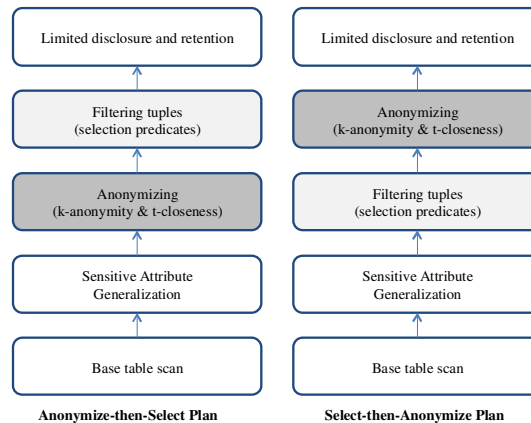 Limited disclosure and retention
Filtering tuples
(selection predicates)
Anonymizing
(k-anonymity & t-closeness)
Sensitive Attribute
Generalization
Base table scan
Anonymize-then-Select Plan
Limited disclosure and retention
Anonymizing
(k-anonymity & t-closeness)
Filtering tuples
(selection predicates)
Sensitive Attribute
Generalization
Base table scan
Select-then-Anonymize Plan